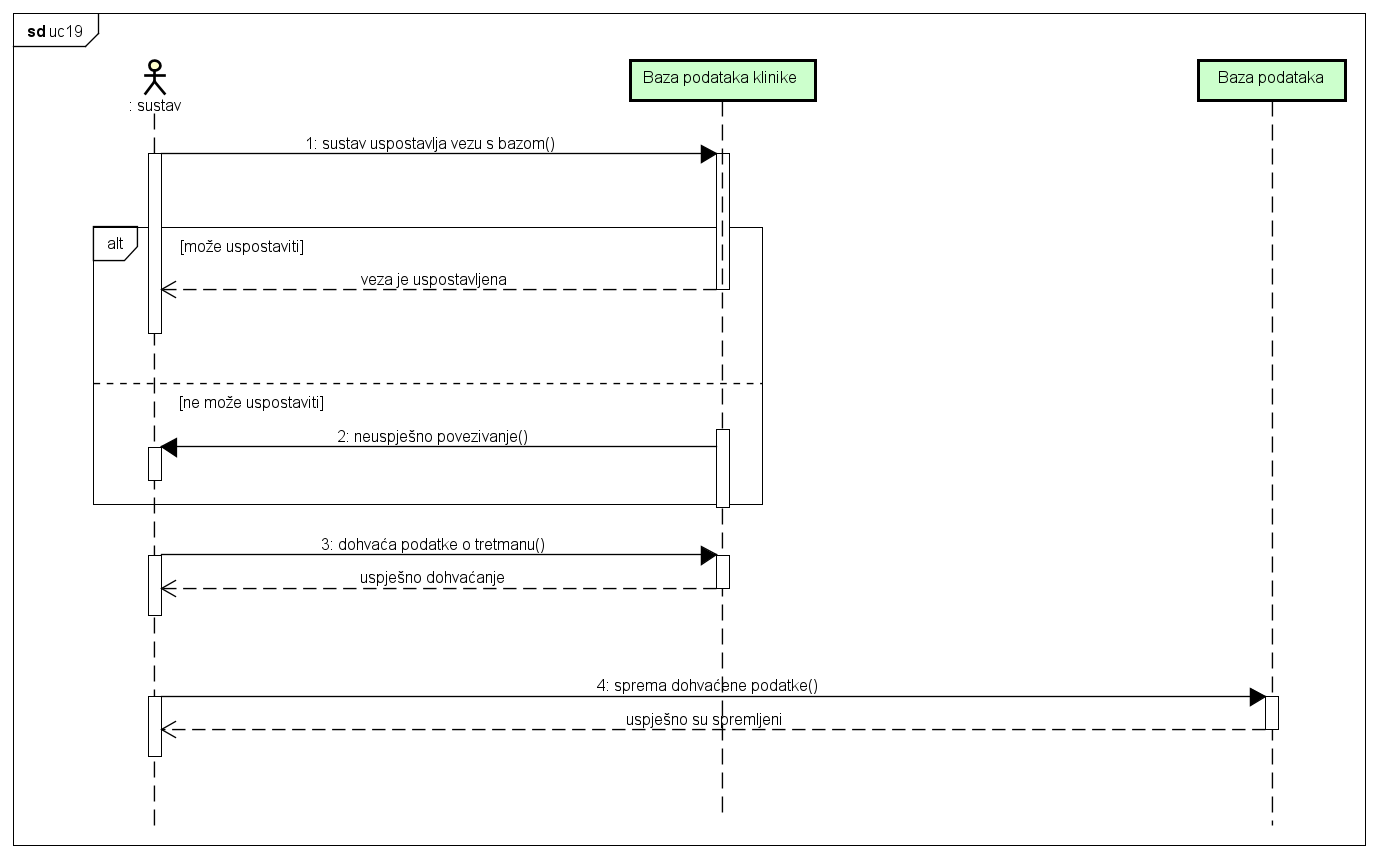 sd uc19
: sustav
Baza podataka klinike
Baza podataka
1: sustav uspostavlja vezu s bazom()
alt
[može uspostaviti]
veza je uspostavljena
[ne može uspostaviti]
2: neuspješno povezivanje()
3: dohvaća podatke o tretmanu()
uspješno dohvaćanje
4: sprema dohvaćene podatke()
uspješno su spremljeni